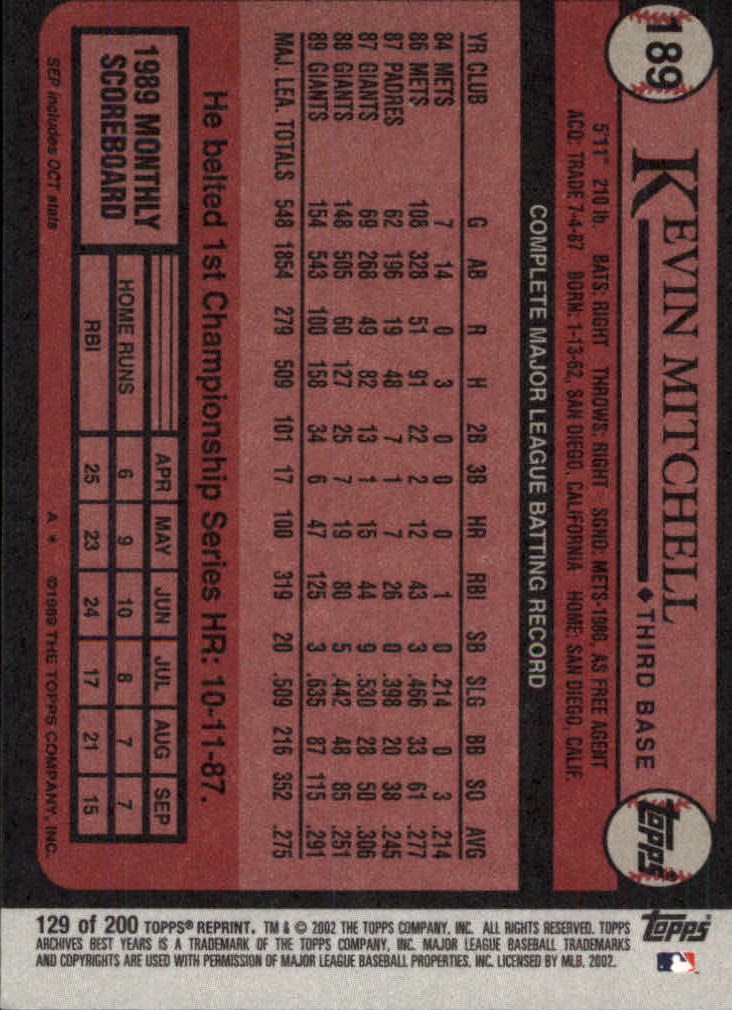 189
KEVIN MITCHELL ♦THIRD BASE
topps
5'11" 210 lb. BATS: RIGHT THROWS: RIGHT SGND: METS-1980, AS FREE AGENT
ACQ: TRADE 7-4-87 BORN: 1-13-62, SAN DIEGO, CALIFORNIA HOME: SAN DIEGO, CALIF.
COMPLETE MAJOR LEAGUE BATTING RECORD
YR CLUB G AB R H 2B 3B HR RBI SB SLG BB SO AVG
84 METS 7 14 0 3 0 0 0 1 0 .214 0 3 .214
86 METS 108 328 51 91 22 2 12 43 3 .466 33 61 .277
87 PADRES 62 196 19 48 7 1 7 26 0 .398 20 38 .245
87 GIANTS 69 268 49 82 13 1 15 44 9 .530 28 50 .306
88 GIANTS 148 505 60 127 25 7 19 80 5 .442 48 85 .251
89 GIANTS 154 543 100 158 34 6 47 125 3 .635 87 115 .291
MAJ. LEA. TOTALS 548 1854 279 509 101 17 100 319 20 .509 216 352 .275
He belted 1st Championship Series HR: 10-11-87.
1989 MONTHLY
SCOREBOARD
APR MAY JUN JUL AUG SEP
HOME RUNS 6 9 10 8 7 7
RBI 25 23 24 17 21 15
SEP includes OCT stats A * ©1989 THE TOPPS COMPANY, INC.
129 of 200 TOPPS® REPRINT. TM & © 2002 THE TOPPS COMPANY, INC. ALL RIGHTS RESERVED. TOPPS
ARCHIVES BEST YEARS IS A TRADEMARK OF THE TOPPS COMPANY, INC. MAJOR LEAGUE BASEBALL TRADEMARKS
AND COPYRIGHTS ARE USED WITH PERMISSION OF MAJOR LEAGUE BASEBALL PROPERTIES, INC. LICENSED BY MLB, 2002.
topps